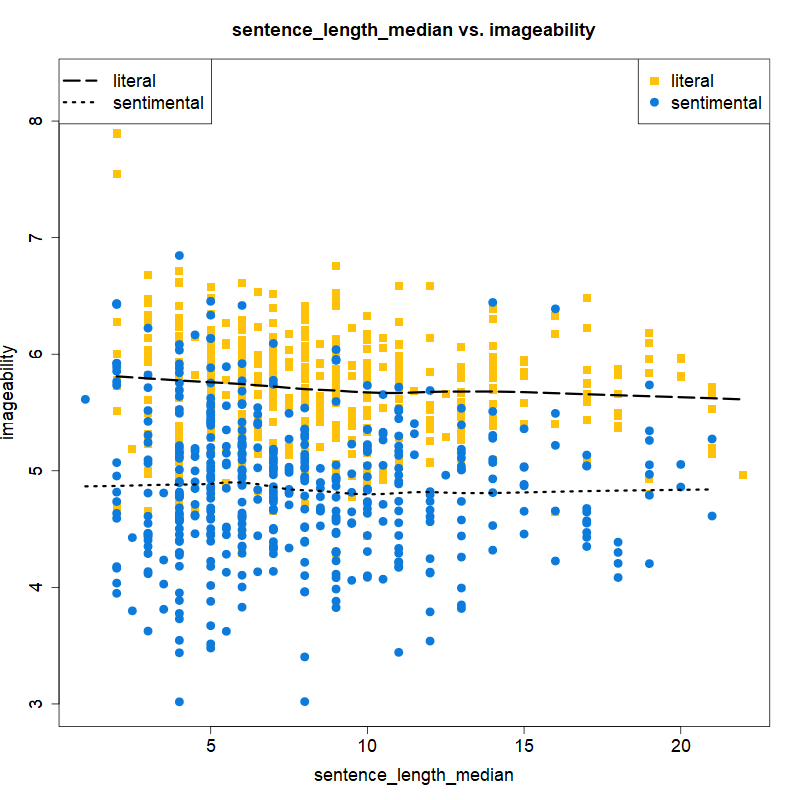 sentence_length_median vs. imageability
literal
sentimental
literal
sentimental
8
7
6
5
4
3
imageability
5
10
15
20
sentence_length_median